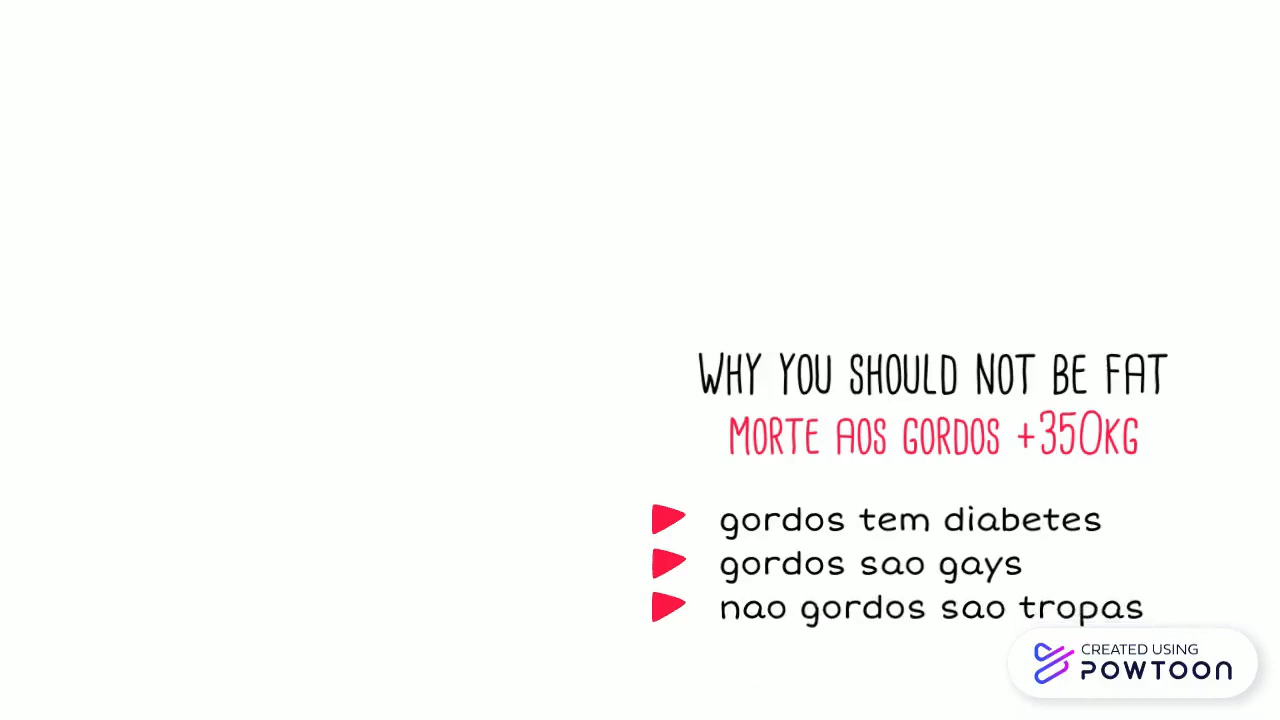 WHY YOU SHOULD NOT BE FAT
MORTE AOS GORDOS +350KG
gordos tem diabetes
gordos sao gays
nao gordos sao tropas
CREATED USING
POWTOON